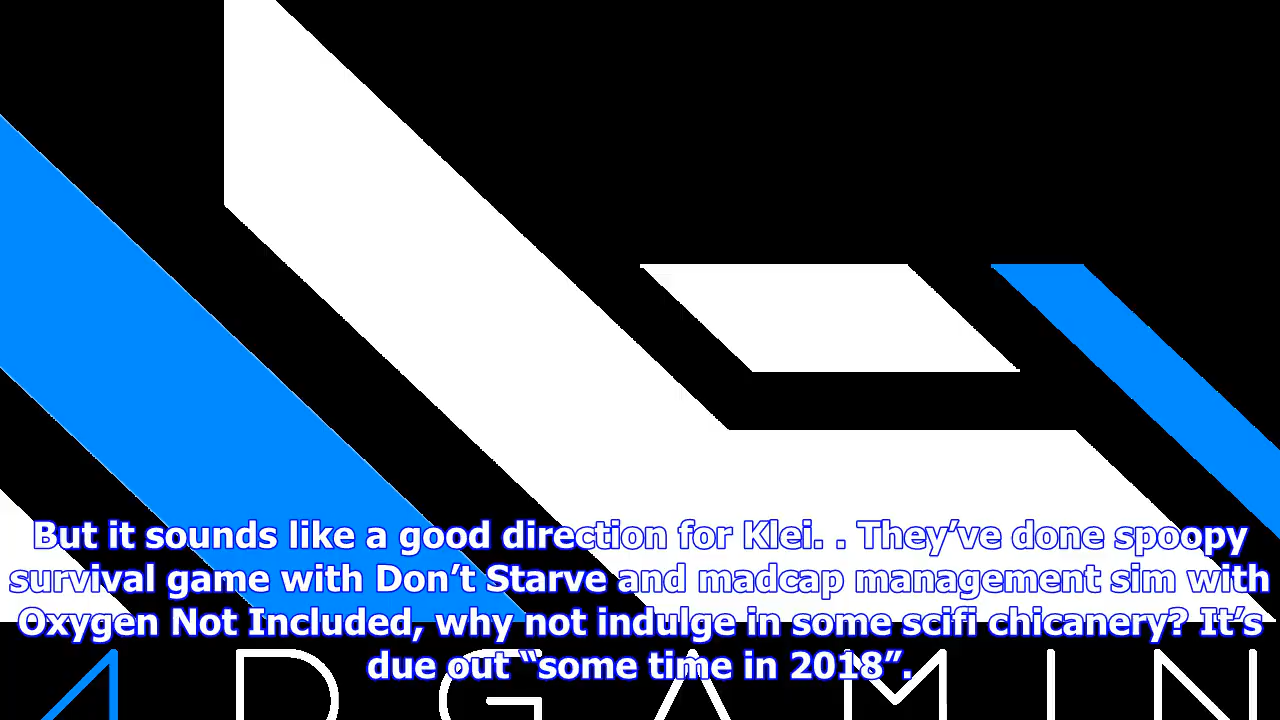 But it sounds like a good direction for Klei. . They’ve done spoopy
survival game with Don’t Starve and madcap management sim with
Oxygen Not Included, why not indulge in some scifi chicanery? It’s
due out “some time in 2018”.